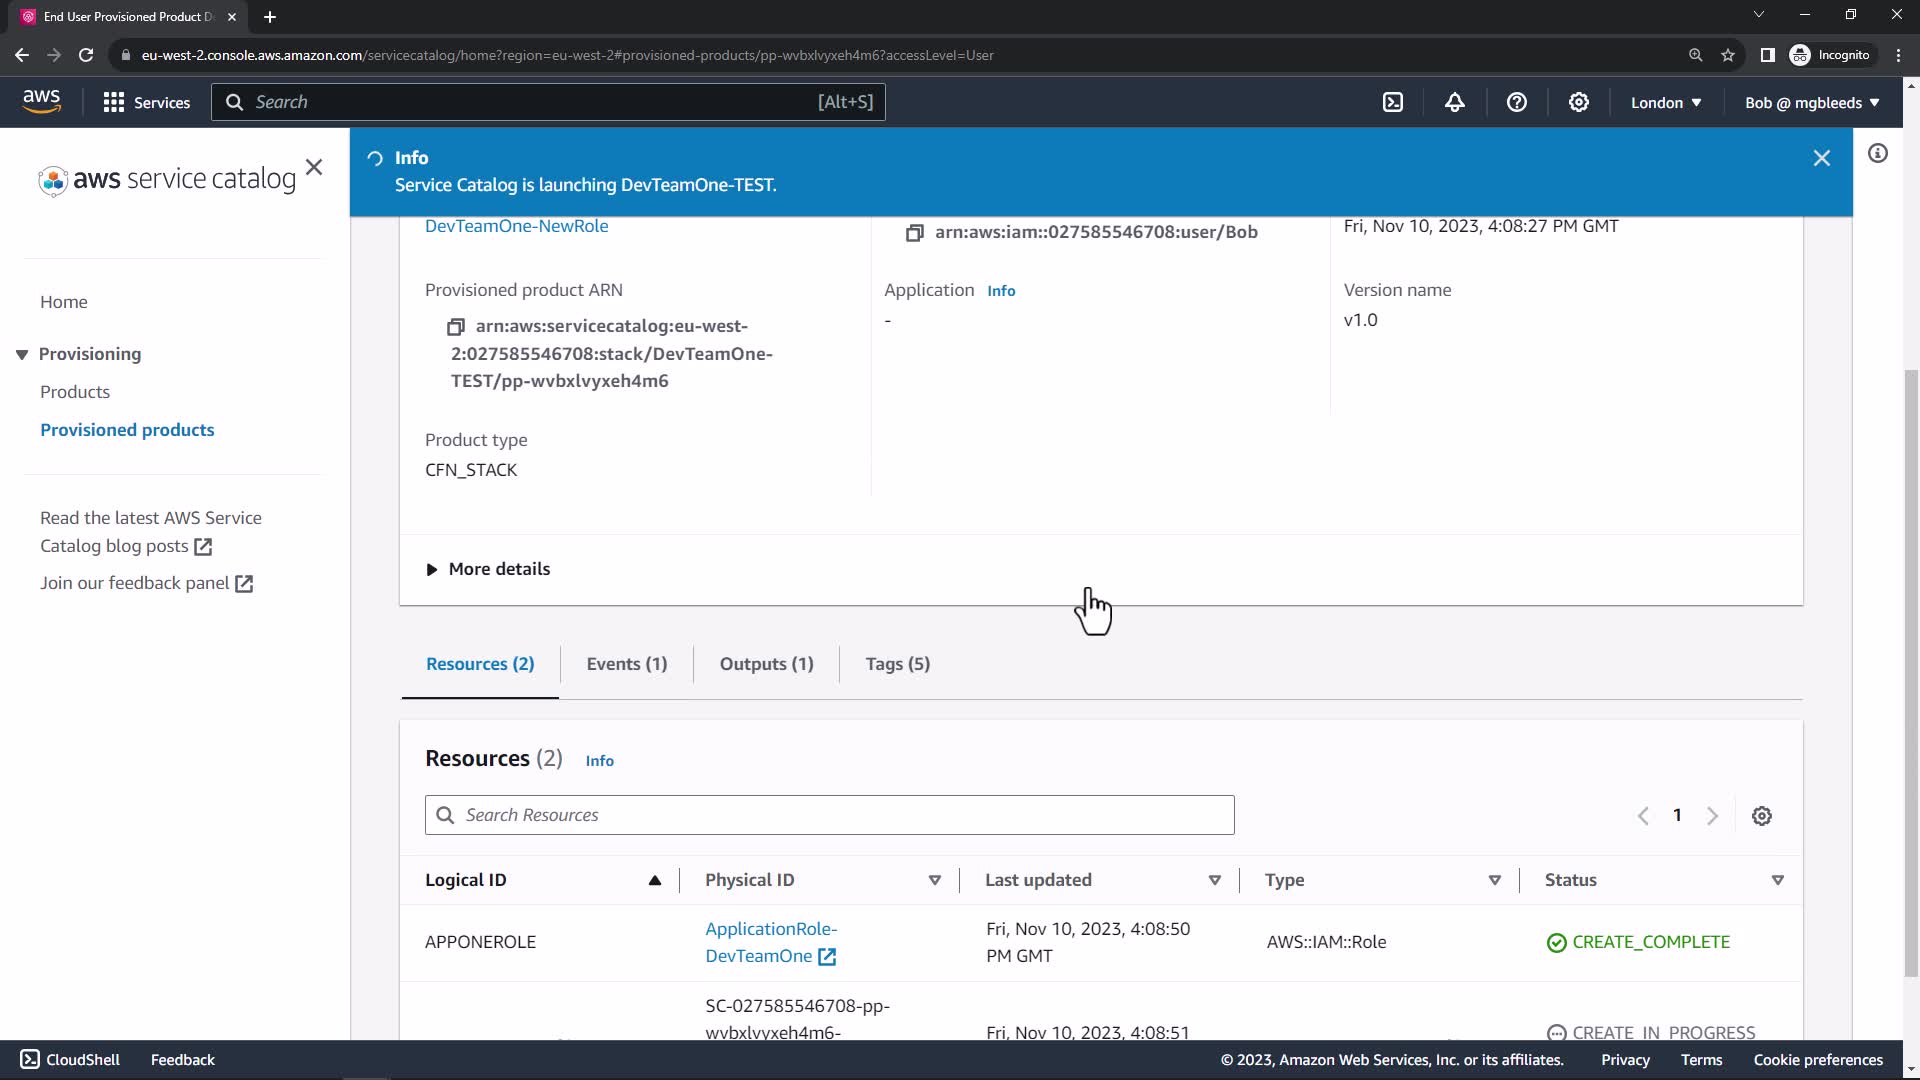 End User Provisioned Product D
eu-west-2.console.aws.amazon.com/servicecatalog/home?region=eu-west-2#provisioned-products/pp-wvbxlvyxeh4m6?accessLevel=User
Incognito
aws
Services
Search
[Alt+S]
London
Bob @ mgbleeds
aws service catalog
Info
Service Catalog is launching DevTeamOne-TEST.
Home
Provisioning
Products
Provisioned products
Read the latest AWS Service
Catalog blog posts
Join our feedback panel
DevTeamOne-NewRole
arn:aws:iam::027585546708:user/Bob
Fri, Nov 10, 2023, 4:08:27 PM GMT
Provisioned product ARN
arn:aws:servicecatalog:eu-west-
2:027585546708:stack/DevTeamOne-
TEST/pp-wvbxlvyxeh4m6
Application Info
-
Version name
v1.0
Product type
CFN_STACK
More details
Resources (2)
Events (1)
Outputs (1)
Tags (5)
Resources (2) Info
Search Resources
1
Logical ID
Physical ID
Last updated
Type
Status
APPONEROLE
ApplicationRole-
DevTeamOne
Fri, Nov 10, 2023, 4:08:50
PM GMT
AWS::IAM::Role
CREATE_COMPLETE
SC-027585546708-pp-
wvbxlvyxeh4m6-
Fri, Nov 10, 2023, 4:08:51
CREATE_IN_PROGRESS
CloudShell
Feedback
© 2023, Amazon Web Services, Inc. or its affiliates.
Privacy
Terms
Cookie preferences